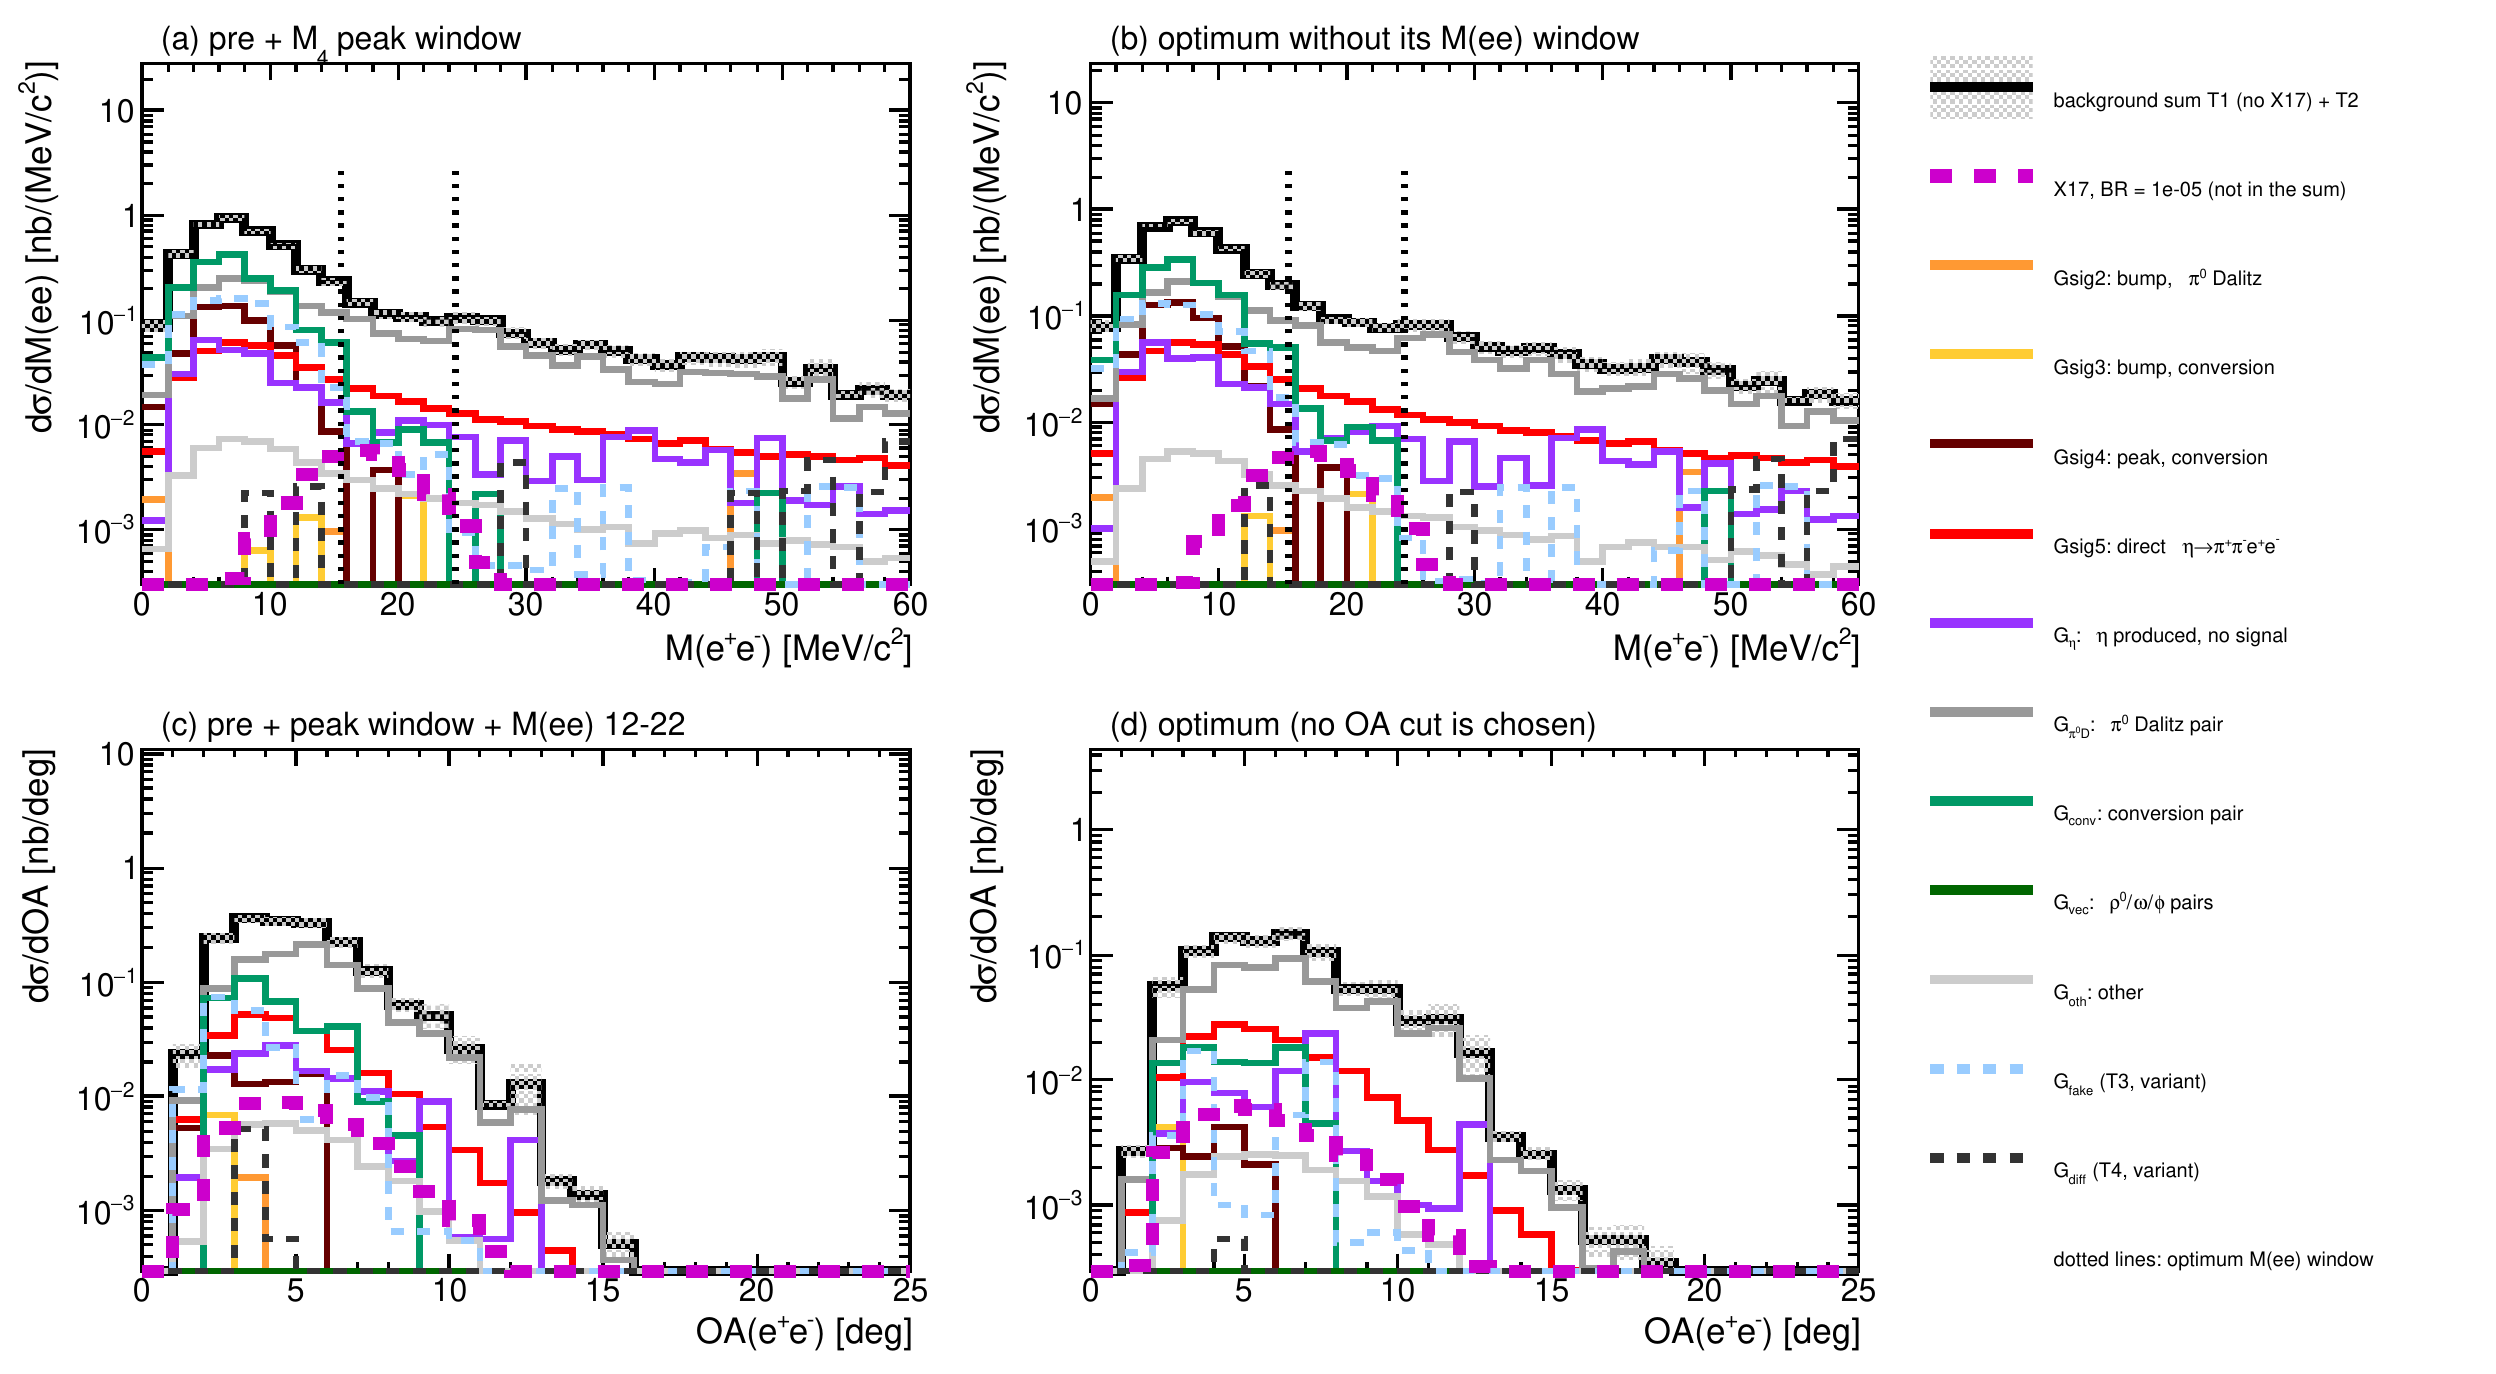 (a) pre + M4 peak window
dσ/dM(ee) [nb/(MeV/c2)]
10
1
10−1
10−2
10−3
0 10 20 30 40 50 60
M(e+e-) [MeV/c2]
(b) optimum without its M(ee) window
dσ/dM(ee) [nb/(MeV/c2)]
10
1
10−1
10−2
10−3
0 10 20 30 40 50 60
M(e+e-) [MeV/c2]
(c) pre + peak window + M(ee) 12-22
dσ/dOA [nb/deg]
10
1
10−1
10−2
10−3
0 5 10 15 20 25
OA(e+e-) [deg]
(d) optimum (no OA cut is chosen)
dσ/dOA [nb/deg]
1
10−1
10−2
10−3
0 5 10 15 20 25
OA(e+e-) [deg]
background sum T1 (no X17) + T2
X17, BR = 1e-05 (not in the sum)
Gsig2: bump, π0 Dalitz
Gsig3: bump, conversion
Gsig4: peak, conversion
Gsig5: direct η→π+π-e+e-
Gη: η produced, no signal
Gπ0D: π0 Dalitz pair
Gconv: conversion pair
Gvec: ρ0/ω/ϕ pairs
Goth: other
Gfake (T3, variant)
Gdiff (T4, variant)
dotted lines: optimum M(ee) window